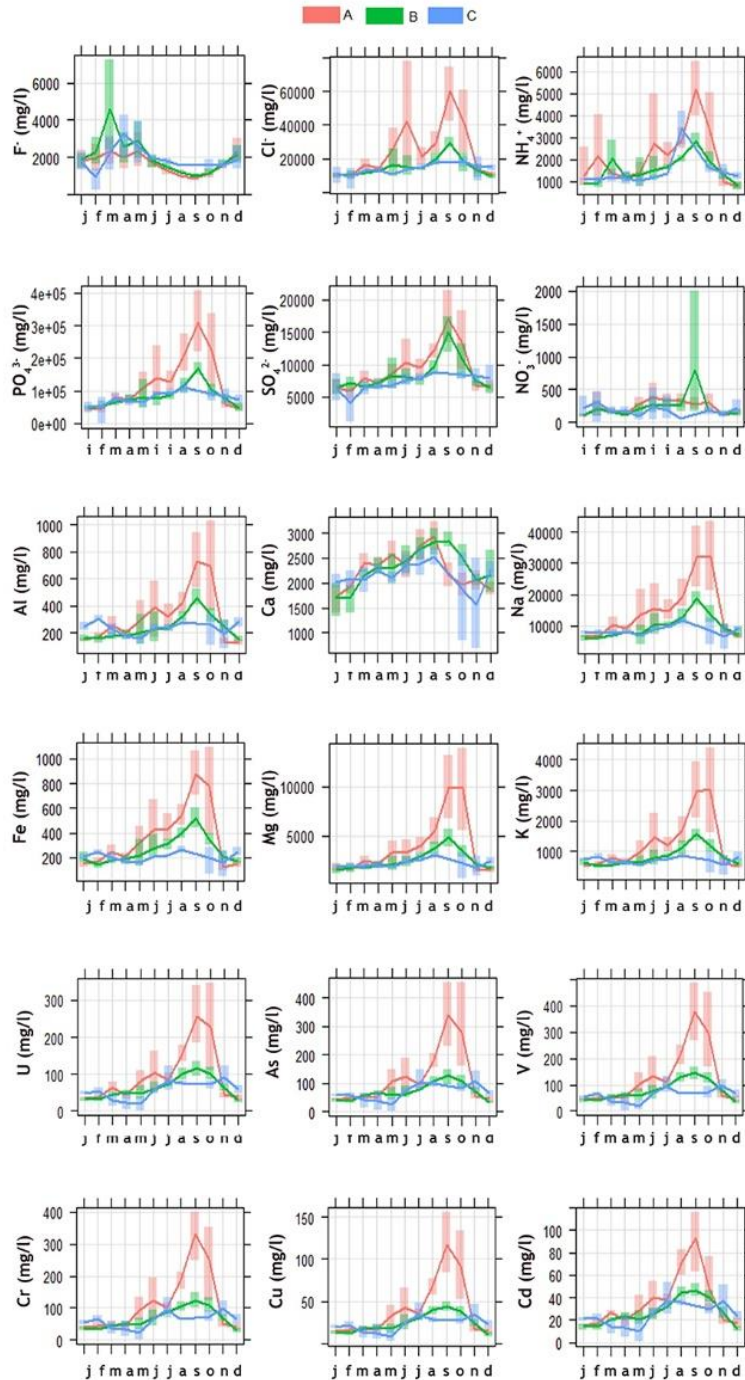 A B C
F⁻ (mg/l)
6000
4000
2000
j f m a m j j a s o n d
Cl⁻ (mg/l)
60000
40000
20000
j f m a m j j a s o n d
NH₄⁺ (mg/l)
6000
5000
4000
3000
2000
1000
j f m a m j j a s o n d
PO₄³⁻ (mg/l)
4e+05
3e+05
2e+05
1e+05
0e+00
i f m a m i i a s o n d
SO₄²⁻ (mg/l)
20000
15000
10000
5000
j f m a m j j a s o n d
NO₃⁻ (mg/l)
2000
1500
1000
500
0
i f m a m i i a s o n d
Al (mg/l)
1000
800
600
400
200
j f m a m j j a s o n d
Ca (mg/l)
3000
2500
2000
1500
1000
j f m a m j j a s o n d
Na (mg/l)
40000
30000
20000
10000
j f m a m j j a s o n d
Fe (mg/l)
1000
800
600
400
200
j f m a m j j a s o n d
Mg (mg/l)
10000
5000
j f m a m j j a s o n d
K (mg/l)
4000
3000
2000
1000
j f m a m j j a s o n d
U (mg/l)
300
200
100
0
j f m a m j j a s o n d
As (mg/l)
400
300
200
100
0
j f m a m j j a s o n d
V (mg/l)
400
300
200
100
0
j f m a m j j a s o n d
Cr (mg/l)
400
300
200
100
0
j f m a m j j a s o n d
Cu (mg/l)
150
100
50
j f m a m j j a s o n d
Cd (mg/l)
100
80
60
40
20
0
j f m a m j j a s o n d